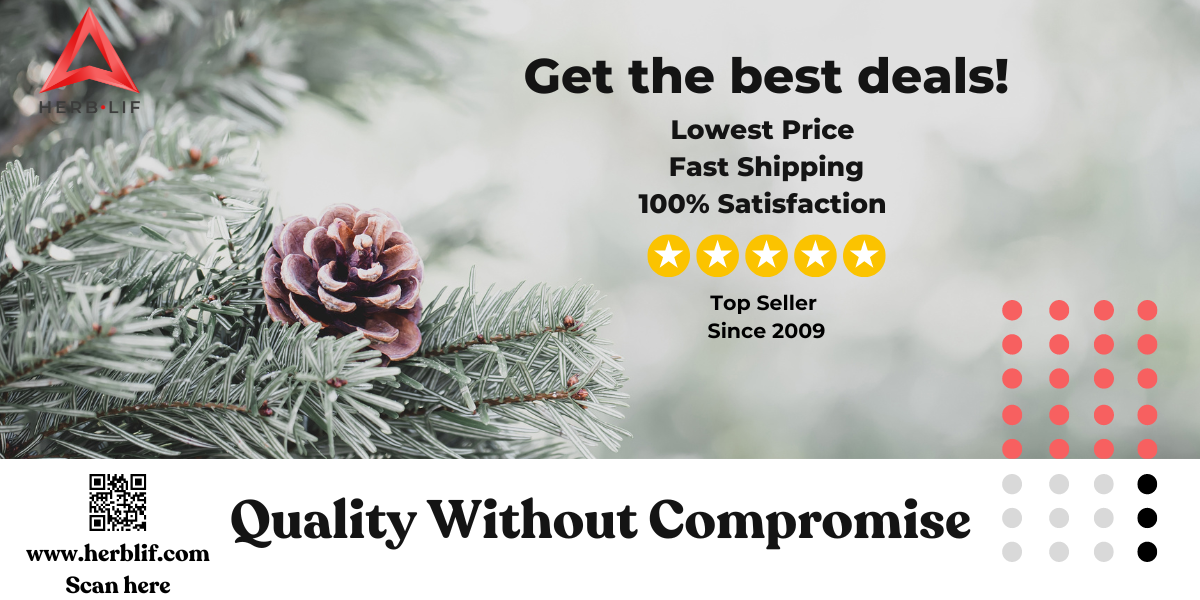 HERB•LIF
Get the best deals!
Lowest Price
Fast Shipping
100% Satisfaction
Top Seller
Since 2009
Quality Without Compromise
www.herblif.com
Scan here